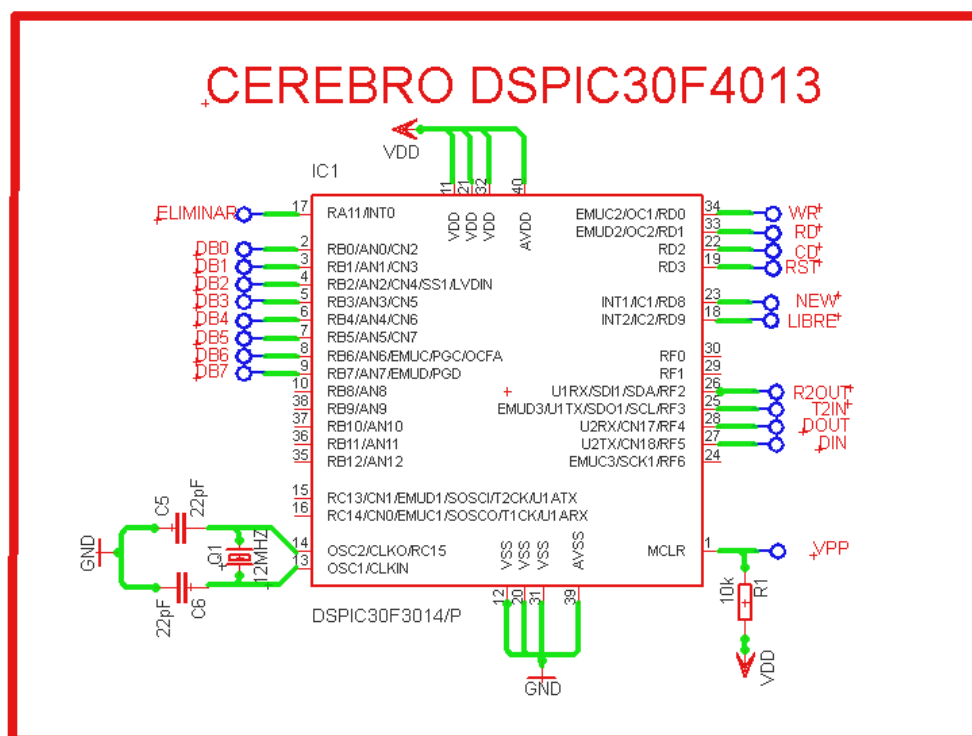 CEREBRO DSPIC30F4013
VDD
IC1
11 21 32 40
VDD VDD VDD AVDD
ELIMINAR 17 RA11/INT0
DB0 2 RB0/AN0/CN2
DB1 3 RB1/AN1/CN3
DB2 4 RB2/AN2/CN4/SS1/LVDIN
DB3 5 RB3/AN3/CN5
DB4 6 RB4/AN4/CN6
DB5 7 RB5/AN5/CN7
DB6 8 RB6/AN6/EMUC/PGC/OCFA
DB7 9 RB7/AN7/EMUD/PGD
10 RB8/AN8
38 RB9/AN9
37 RB10/AN10
36 RB11/AN11
35 RB12/AN12
15 RC13/CN1/EMUD1/SOSCI/T2CK/U1ATX
16 RC14/CN0/EMUC1/SOSCO/T1CK/U1ARX
14 OSC2/CLKO/RC15
13 OSC1/CLKIN
EMUC2/OC1/RD0 34 WR
EMUD2/OC2/RD1 33 RD
RD2 22 CD
RD3 19 RST
INT1/IC1/RD8 23 NEW
INT2/IC2/RD9 18 LIBRE
RF0 30
RF1 29
U1RX/SDI1/SDA/RF2 26 R2OUT
EMUD3/U1TX/SDO1/SCL/RF3 25 T2IN
U2RX/CN17/RF4 28 DOUT
U2TX/CN18/RF5 27 DIN
EMUC3/SCK1/RF6 24
MCLR 1 VPP
C5
22pF
GND
Q1
12MHZ
22pF
C6
VSS VSS VSS AVSS
12 20 31 39
GND
10k
R1
VDD
DSPIC30F3014/P